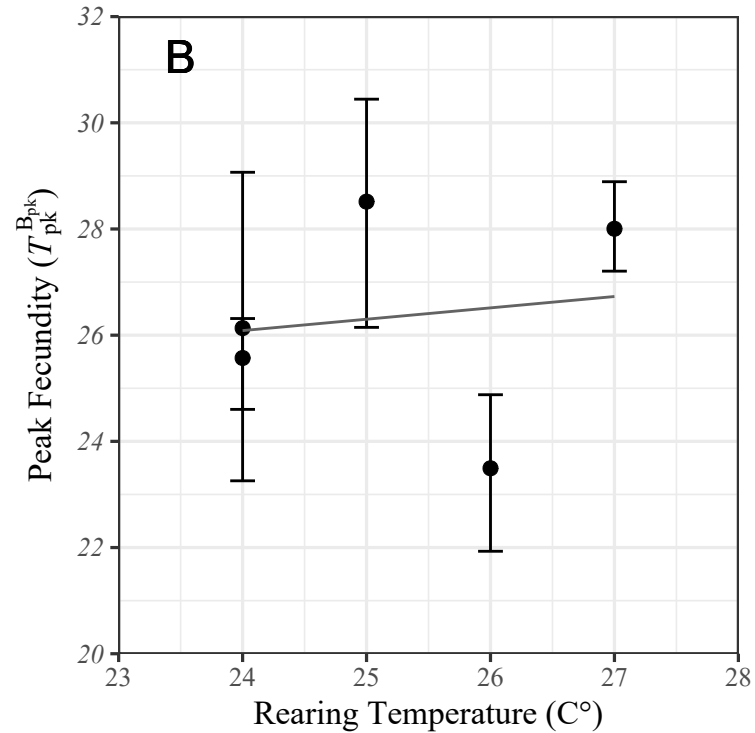 B
32
30
28
26
24
22
20
Peak Fecundity (T_pk^{B_pk})
23 24 25 26 27 28
Rearing Temperature (C°)